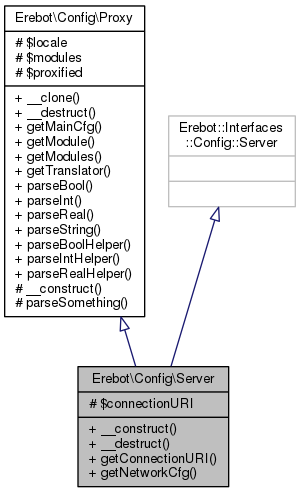 Erebot\Config\Proxy
# $locale
# $modules
# $proxified
+ __clone()
+ __destruct()
+ getMainCfg()
+ getModule()
+ getModules()
+ getTranslator()
+ parseBool()
+ parseInt()
+ parseReal()
+ parseString()
+ parseBoolHelper()
+ parseIntHelper()
+ parseRealHelper()
# __construct()
# parseSomething()
Erebot::Interfaces
::Config::Server
Erebot\Config\Server
# $connectionURI
+ __construct()
+ __destruct()
+ getConnectionURI()
+ getNetworkCfg()